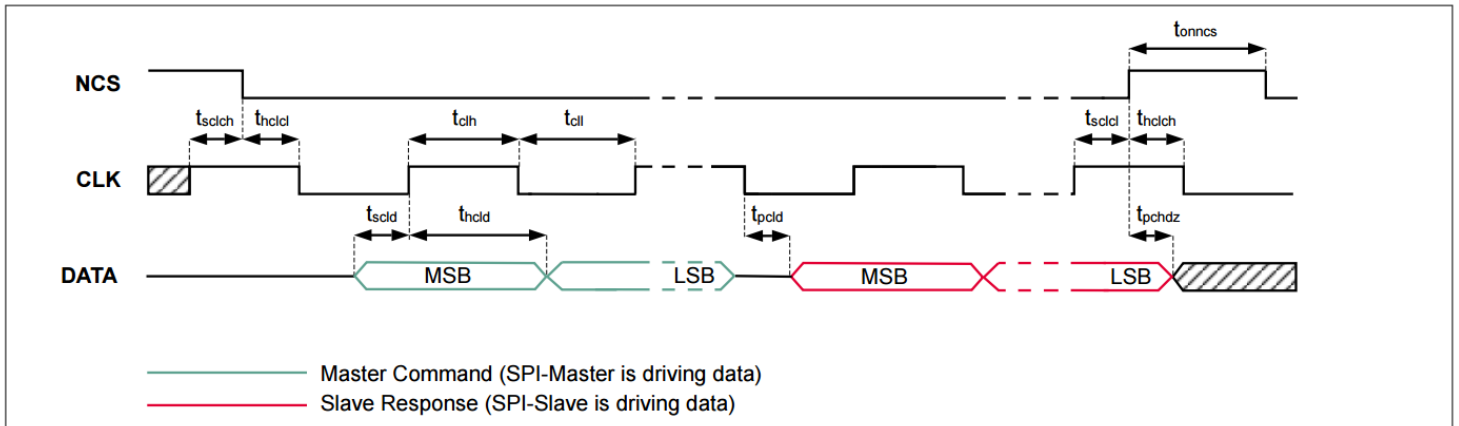 tonncs
NCS
tsclch thclcl tclh tcll tsclcl thclch
CLK
tscld thcld tpcld tpchdz
DATA MSB LSB MSB LSB
Master Command (SPI-Master is driving data)
Slave Response (SPI-Slave is driving data)